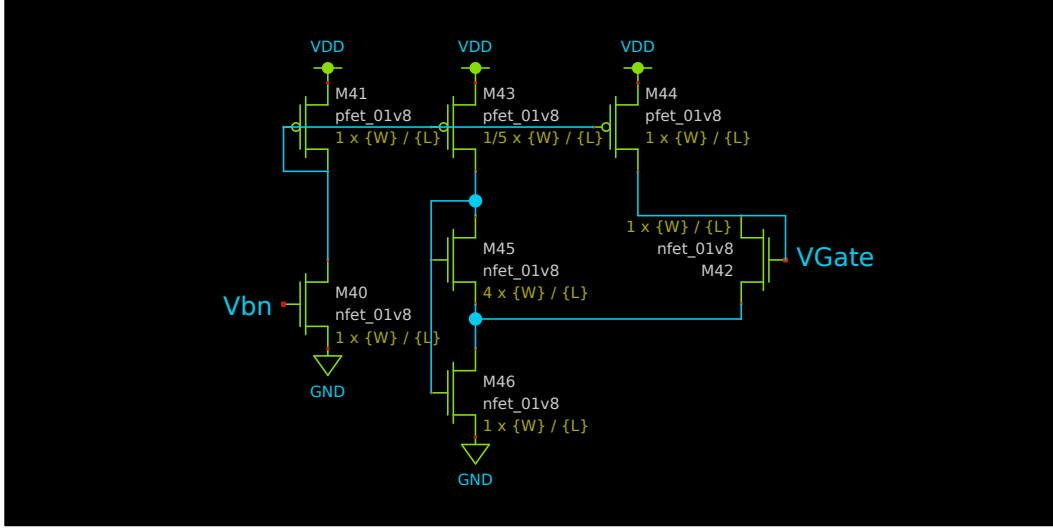 VDD
VDD
VDD
M41
pfet_01v8
1 x {W} / {L}
M43
pfet_01v8
1/5 x {W} / {L}
M44
pfet_01v8
1 x {W} / {L}
1 x {W} / {L}
nfet_01v8
M42
VGate
M45
nfet_01v8
4 x {W} / {L}
Vbn
M40
nfet_01v8
1 x {W} / {L}
GND
M46
nfet_01v8
1 x {W} / {L}
GND